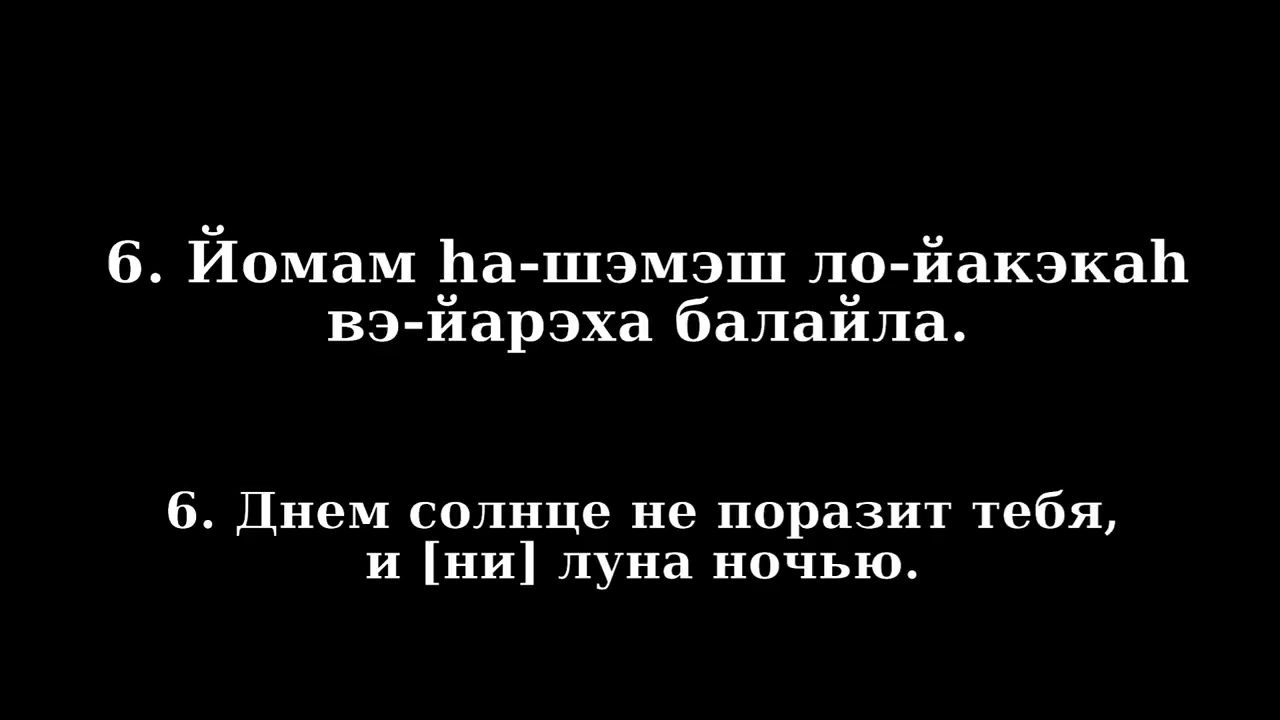 6. Йомам hа-шэмэш ло-йакэкаh
вэ-йарэха балайла.
6. Днем солнце не поразит тебя,
и [ни] луна ночью.